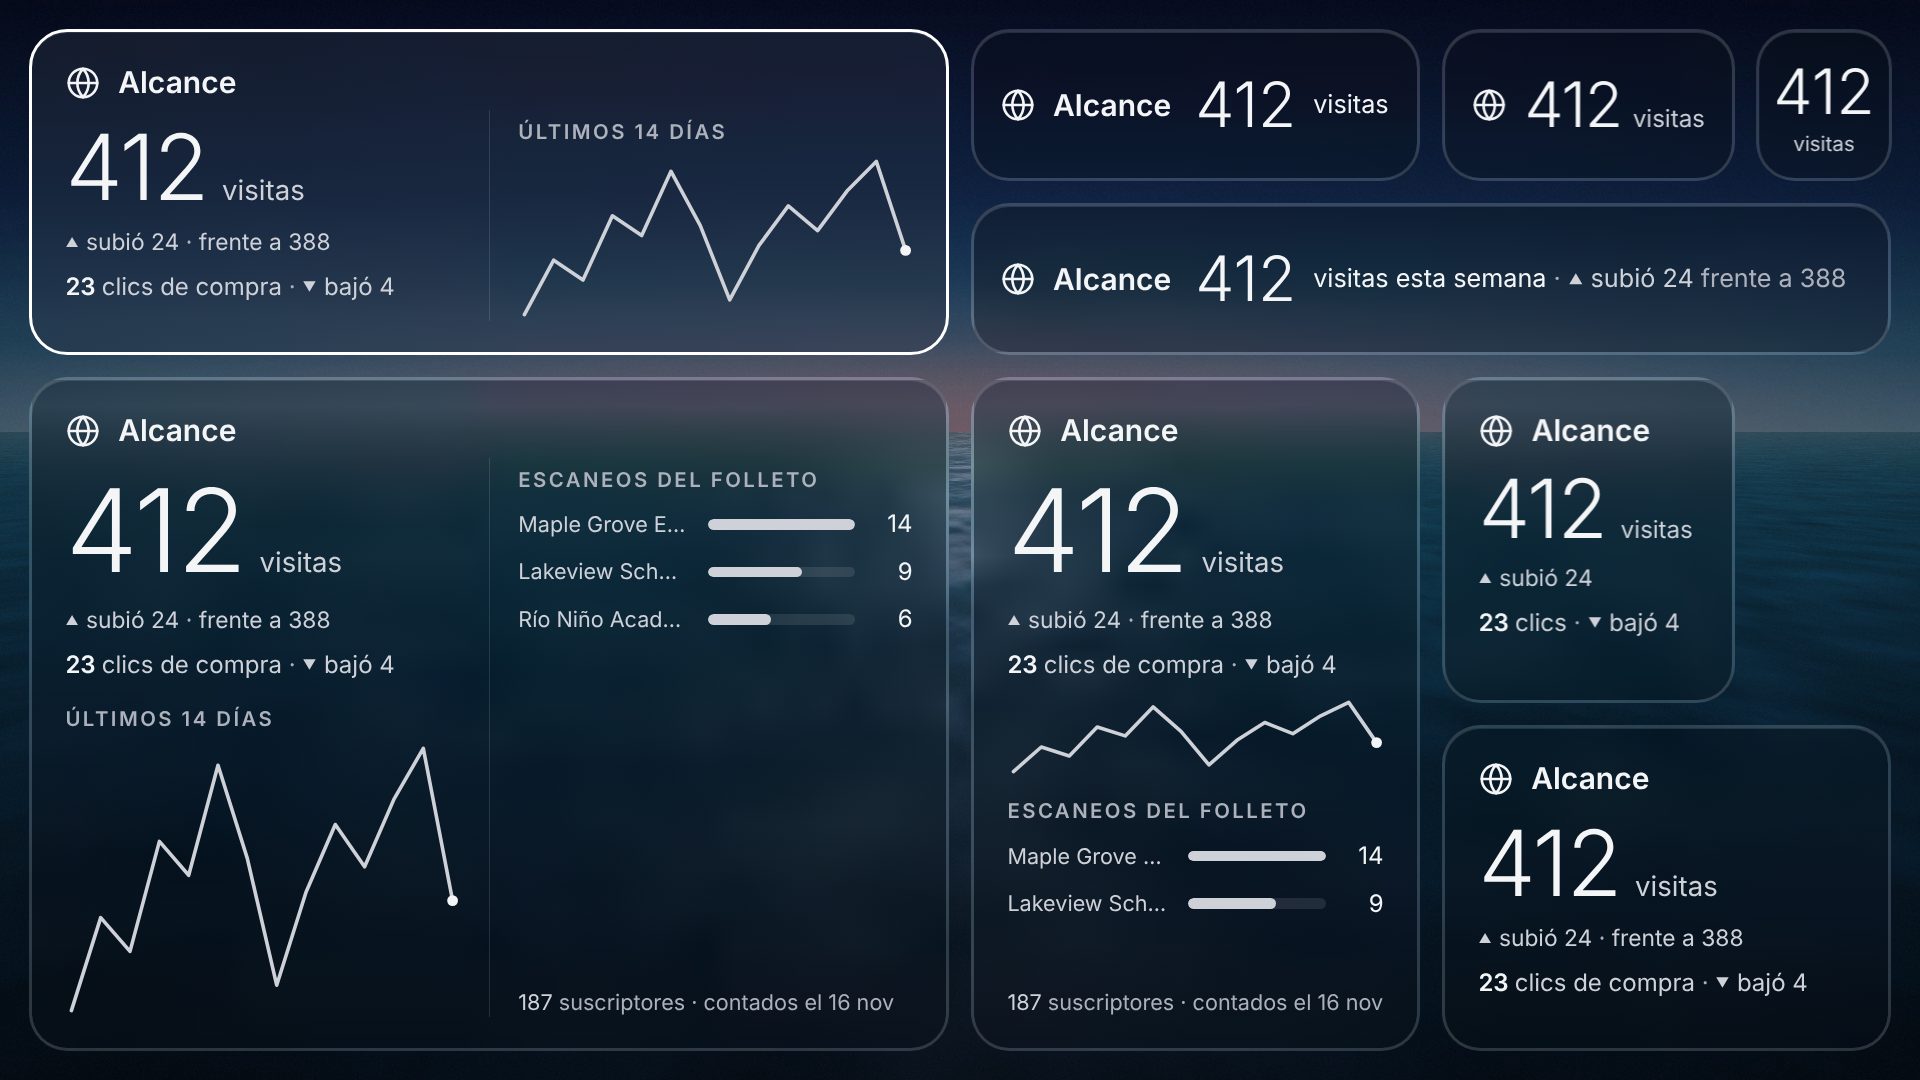 Alcance
412 visitas
▲ subió 24 · frente a 388
23 clics de compra · ▼ bajó 4
ÚLTIMOS 14 DÍAS
Alcance 412 visitas
412 visitas
412
visitas
Alcance 412 visitas esta semana · ▲ subió 24 frente a 388
Alcance
412 visitas
▲ subió 24 · frente a 388
23 clics de compra · ▼ bajó 4
ÚLTIMOS 14 DÍAS
ESCANEOS DEL FOLLETO
Maple Grove E... 14
Lakeview Sch... 9
Río Niño Acad... 6
187 suscriptores · contados el 16 nov
Alcance
412 visitas
▲ subió 24 · frente a 388
23 clics de compra · ▼ bajó 4
ESCANEOS DEL FOLLETO
Maple Grove ... 14
Lakeview Sch... 9
187 suscriptores · contados el 16 nov
Alcance
412 visitas
▲ subió 24
23 clics · ▼ bajó 4
Alcance
412 visitas
▲ subió 24 · frente a 388
23 clics de compra · ▼ bajó 4